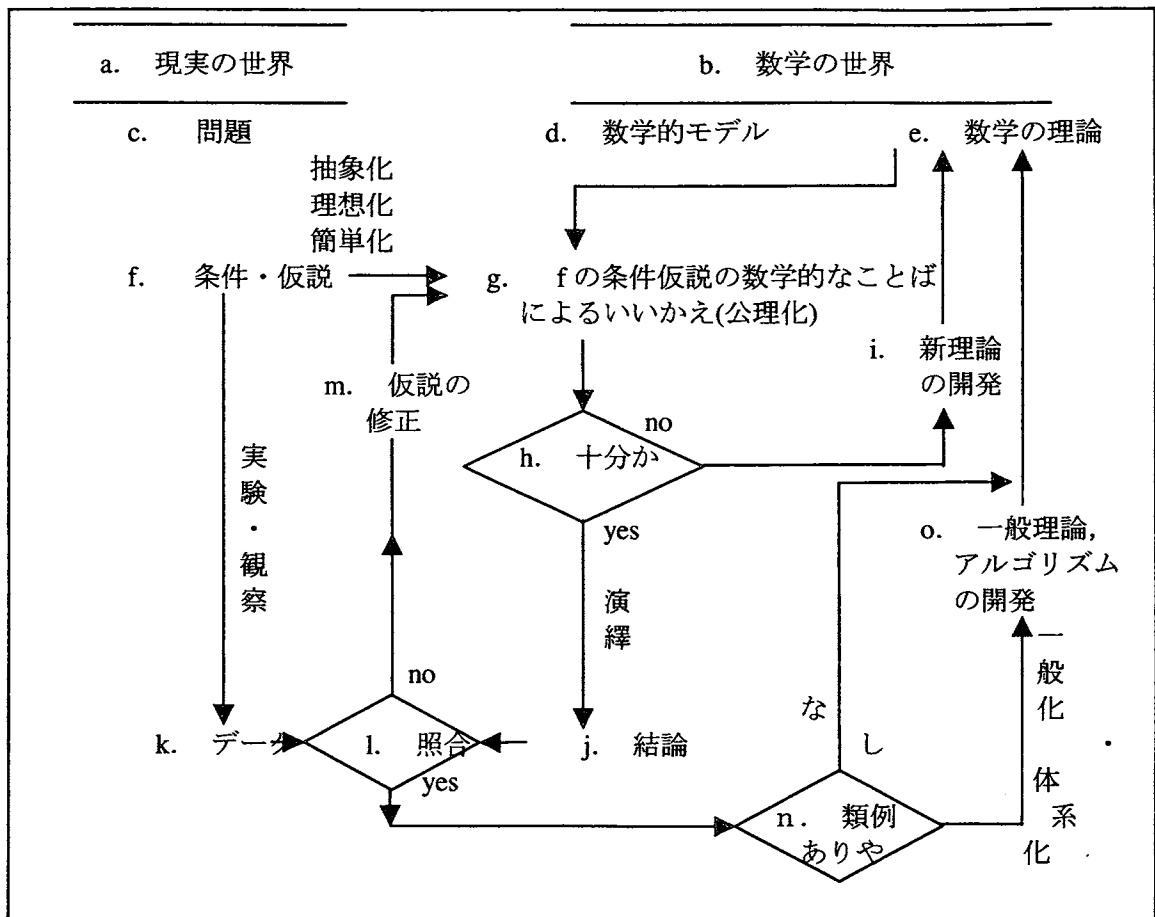 a. 現実の世界
b. 数学の世界
c. 問題
d. 数学的モデル
e. 数学の理論
抽象化
理想化
簡単化
f. 条件・仮説
g. fの条件仮説の数学的なことば
によるいいかえ(公理化)
i. 新理論
の開発
m. 仮説の
修正
h. 十分か
no
yes
実験・観察
演繹
o. 一般理論,
アルゴリズム
の開発
一般化・
体系化
no
k. データ
l. 照合
yes
j. 結論
なし
n. 類例
ありや